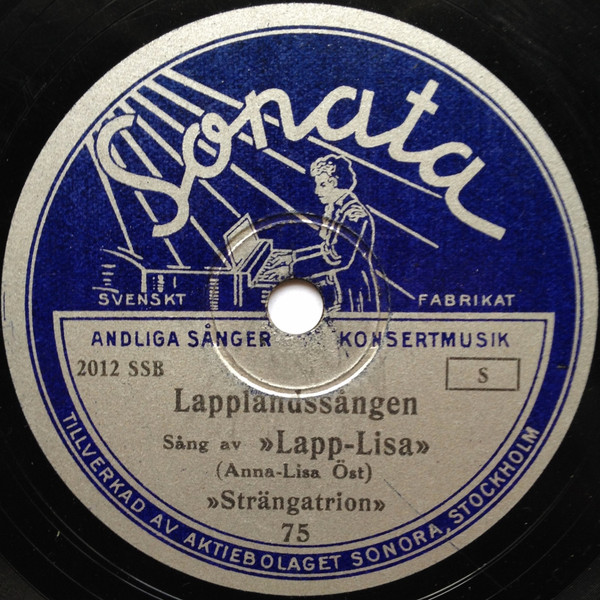 Sonata
SVENSKT FABRIKAT
ANDLIGA SÅNGER KONSERTMUSIK
2012 SSB S
Lapplandssången
Sång av »Lapp-Lisa»
(Anna-Lisa Öst)
»Strängatrion»
75
TILLVERKAD AV AKTIEBOLAGET SONORA, STOCKHOLM